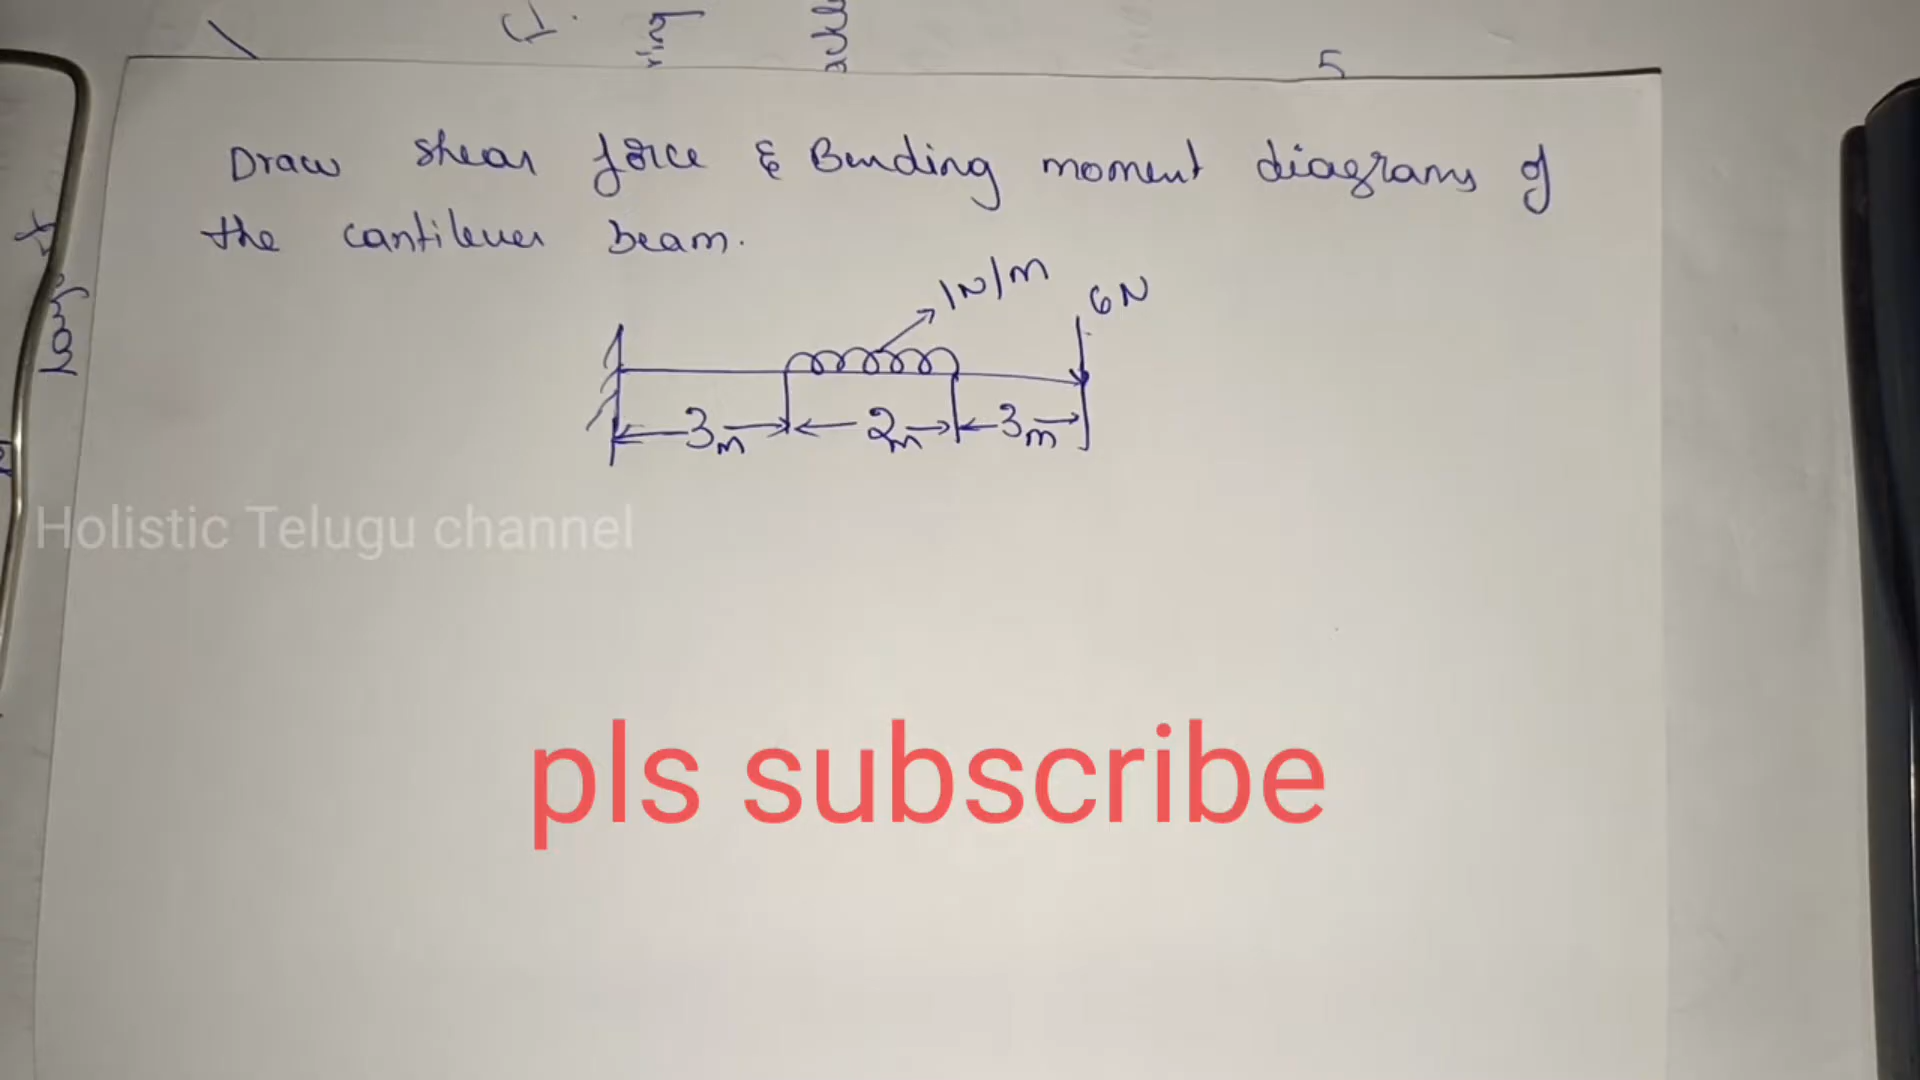 5
Draw shear force & Bending moment diagrams of
the cantilever beam.
1N/m
6N
3m
2m
3m
Holistic Telugu channel
pls subscribe